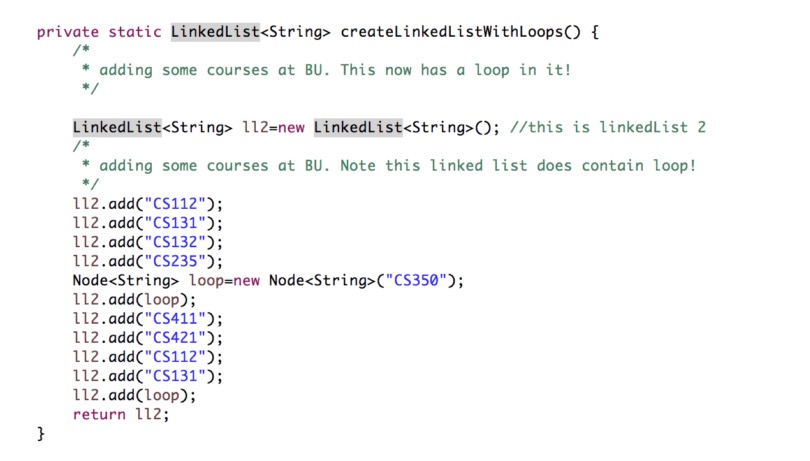 private static LinkedList<String> createLinkedListWithLoops() {
/*
* adding some courses at BU. This now has a loop in it!
*/
LinkedList<String> ll2=new LinkedList<String>(); //this is linkedList 2
/*
* adding some courses at BU. Note this linked list does contain loop!
*/
ll2.add("CS112");
ll2.add("CS131");
ll2.add("CS132");
ll2.add("CS235");
Node<String> loop=new Node<String>("CS350");
ll2.add(loop);
ll2.add("CS411");
ll2.add("CS421");
ll2.add("CS112");
ll2.add("CS131");
ll2.add(loop);
return ll2;
}